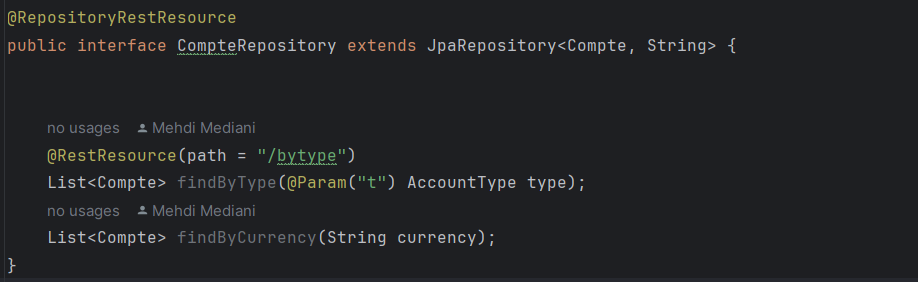 @RepositoryRestResource
public interface CompteRepository extends JpaRepository<Compte, String> {
no usages Mehdi Mediani
@RestResource(path = "/bytype")
List<Compte> findByType(@Param("t") AccountType type);
no usages Mehdi Mediani
List<Compte> findByCurrency(String currency);
}